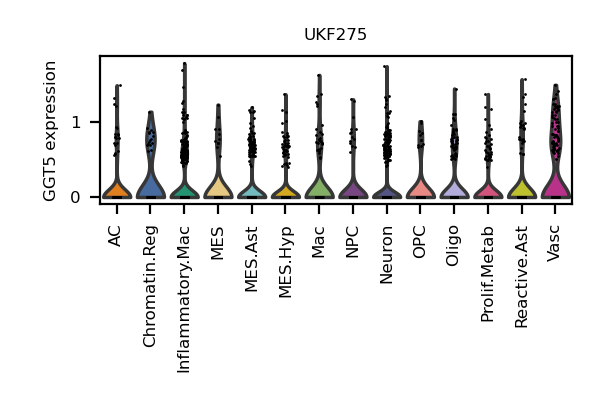 UKF275
GGT5 expression
1
0
AC
Chromatin.Reg
Inflammatory.Mac
MES
MES.Ast
MES.Hyp
Mac
NPC
Neuron
OPC
Oligo
Prolif.Metab
Reactive.Ast
Vasc